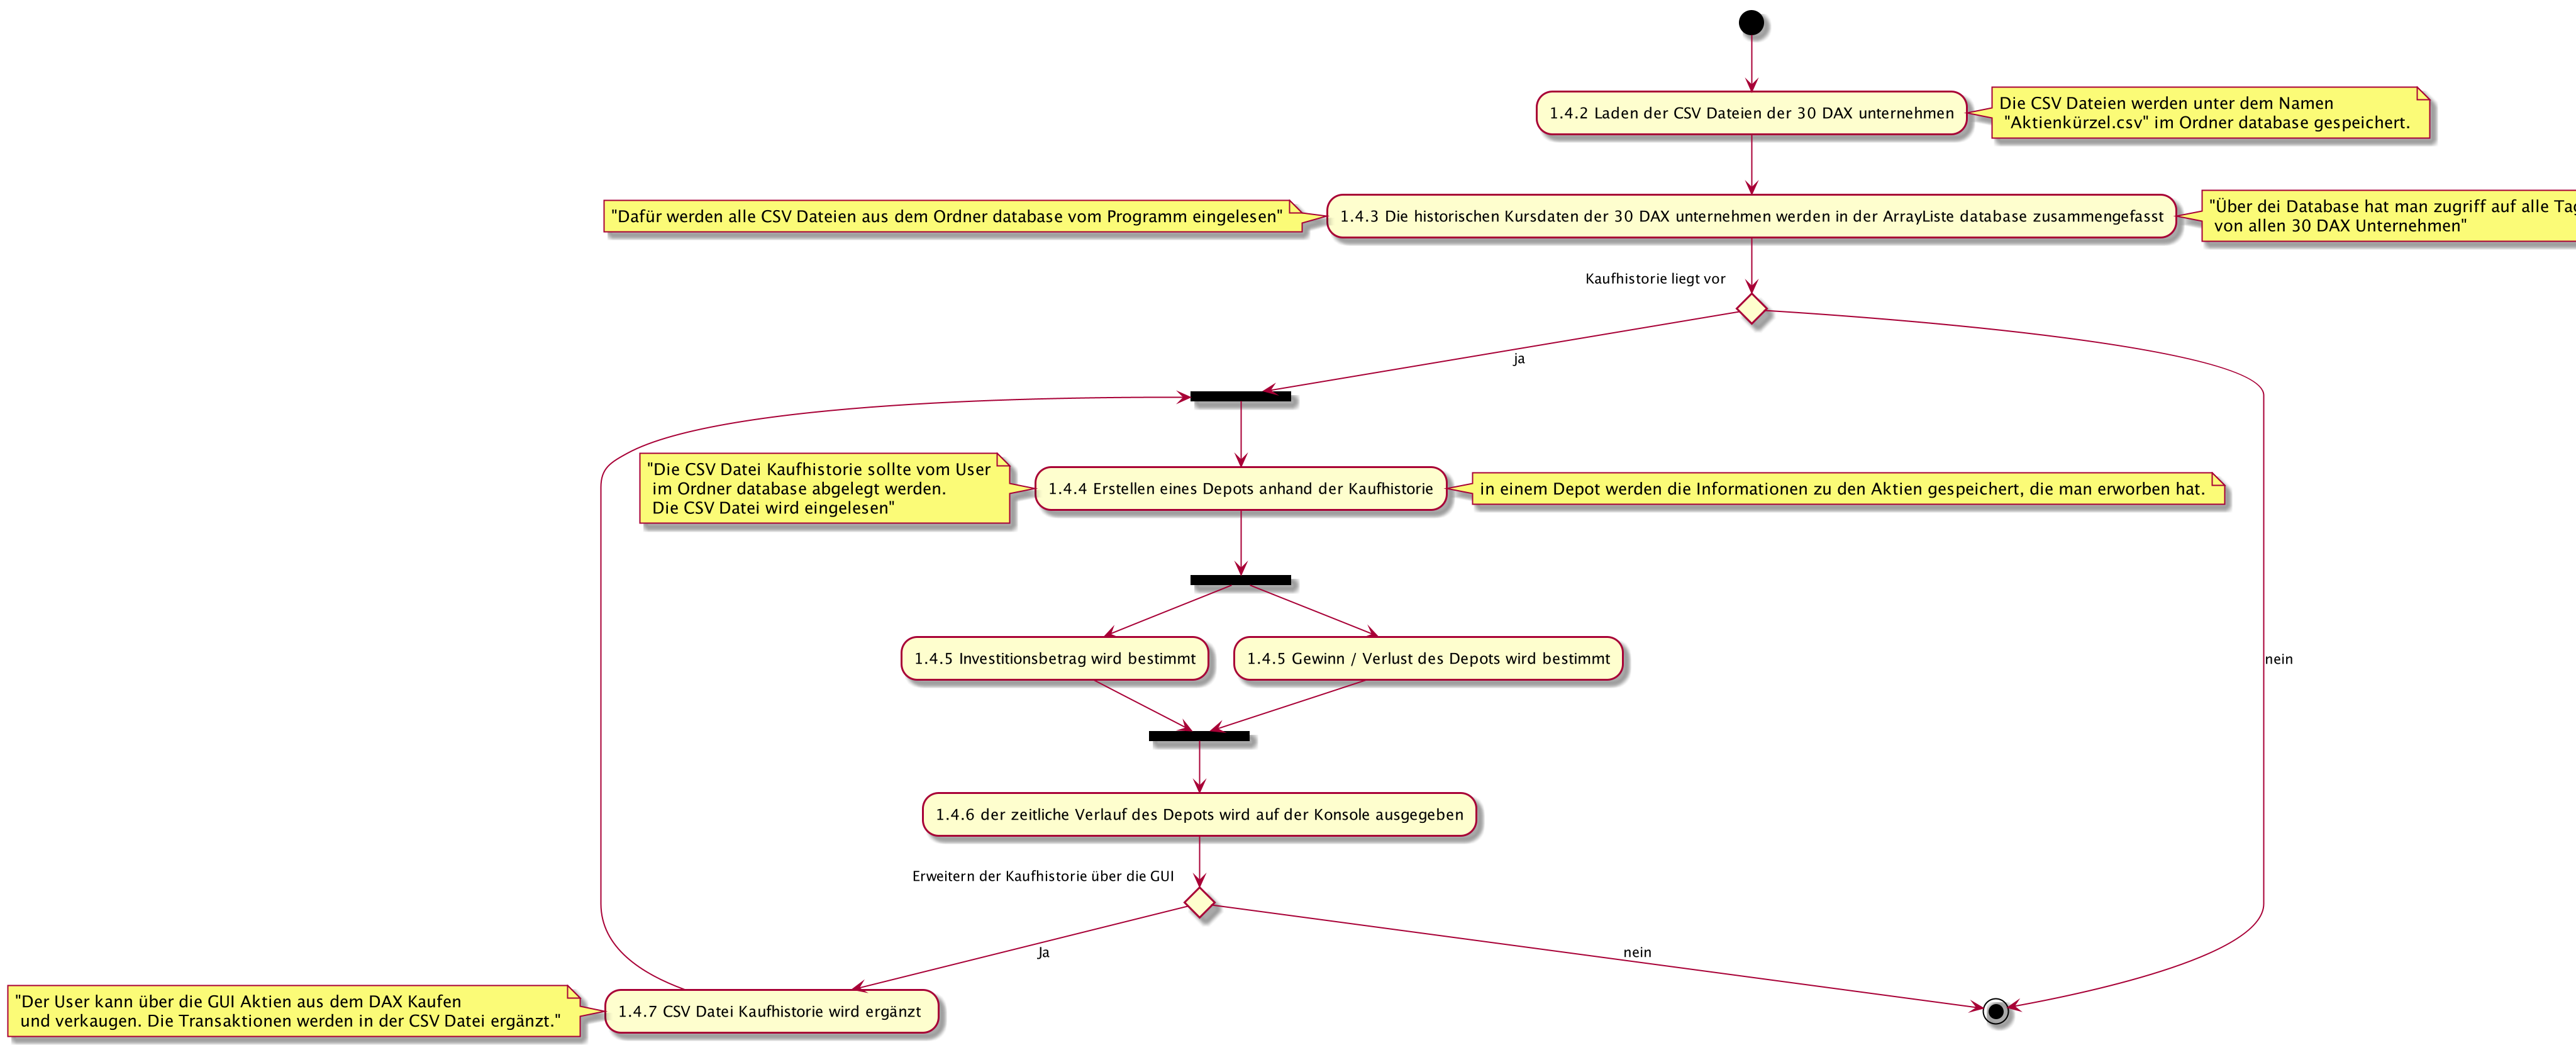 1.4.2 Laden der CSV Dateien der 30 DAX unternehmen
Die CSV Dateien werden unter dem Namen
"Aktienkürzel.csv" im Ordner database gespeichert.
"Dafür werden alle CSV Dateien aus dem Ordner database vom Programm eingelesen"
1.4.3 Die historischen Kursdaten der 30 DAX unternehmen werden in der ArrayListe database zusammengefasst
"Über dei Database hat man zugriff auf alle
von allen 30 DAX Unternehmen"
Kaufhistorie liegt vor
ja
"Die CSV Datei Kaufhistorie sollte vom User
im Ordner database abgelegt werden.
Die CSV Datei wird eingelesen"
1.4.4 Erstellen eines Depots anhand der Kaufhistorie
in einem Depot werden die Informationen zu den Aktien gespeichert, die man erworben hat.
1.4.5 Investitionsbetrag wird bestimmt
1.4.5 Gewinn / Verlust des Depots wird bestimmt
nein
1.4.6 der zeitliche Verlauf des Depots wird auf der Konsole ausgegeben
Erweitern der Kaufhistorie über die GUI
Ja
nein
"Der User kann über die GUI Aktien aus dem DAX Kaufen
und verkaugen. Die Transaktionen werden in der CSV Datei ergänzt."
1.4.7 CSV Datei Kaufhistorie wird ergänzt